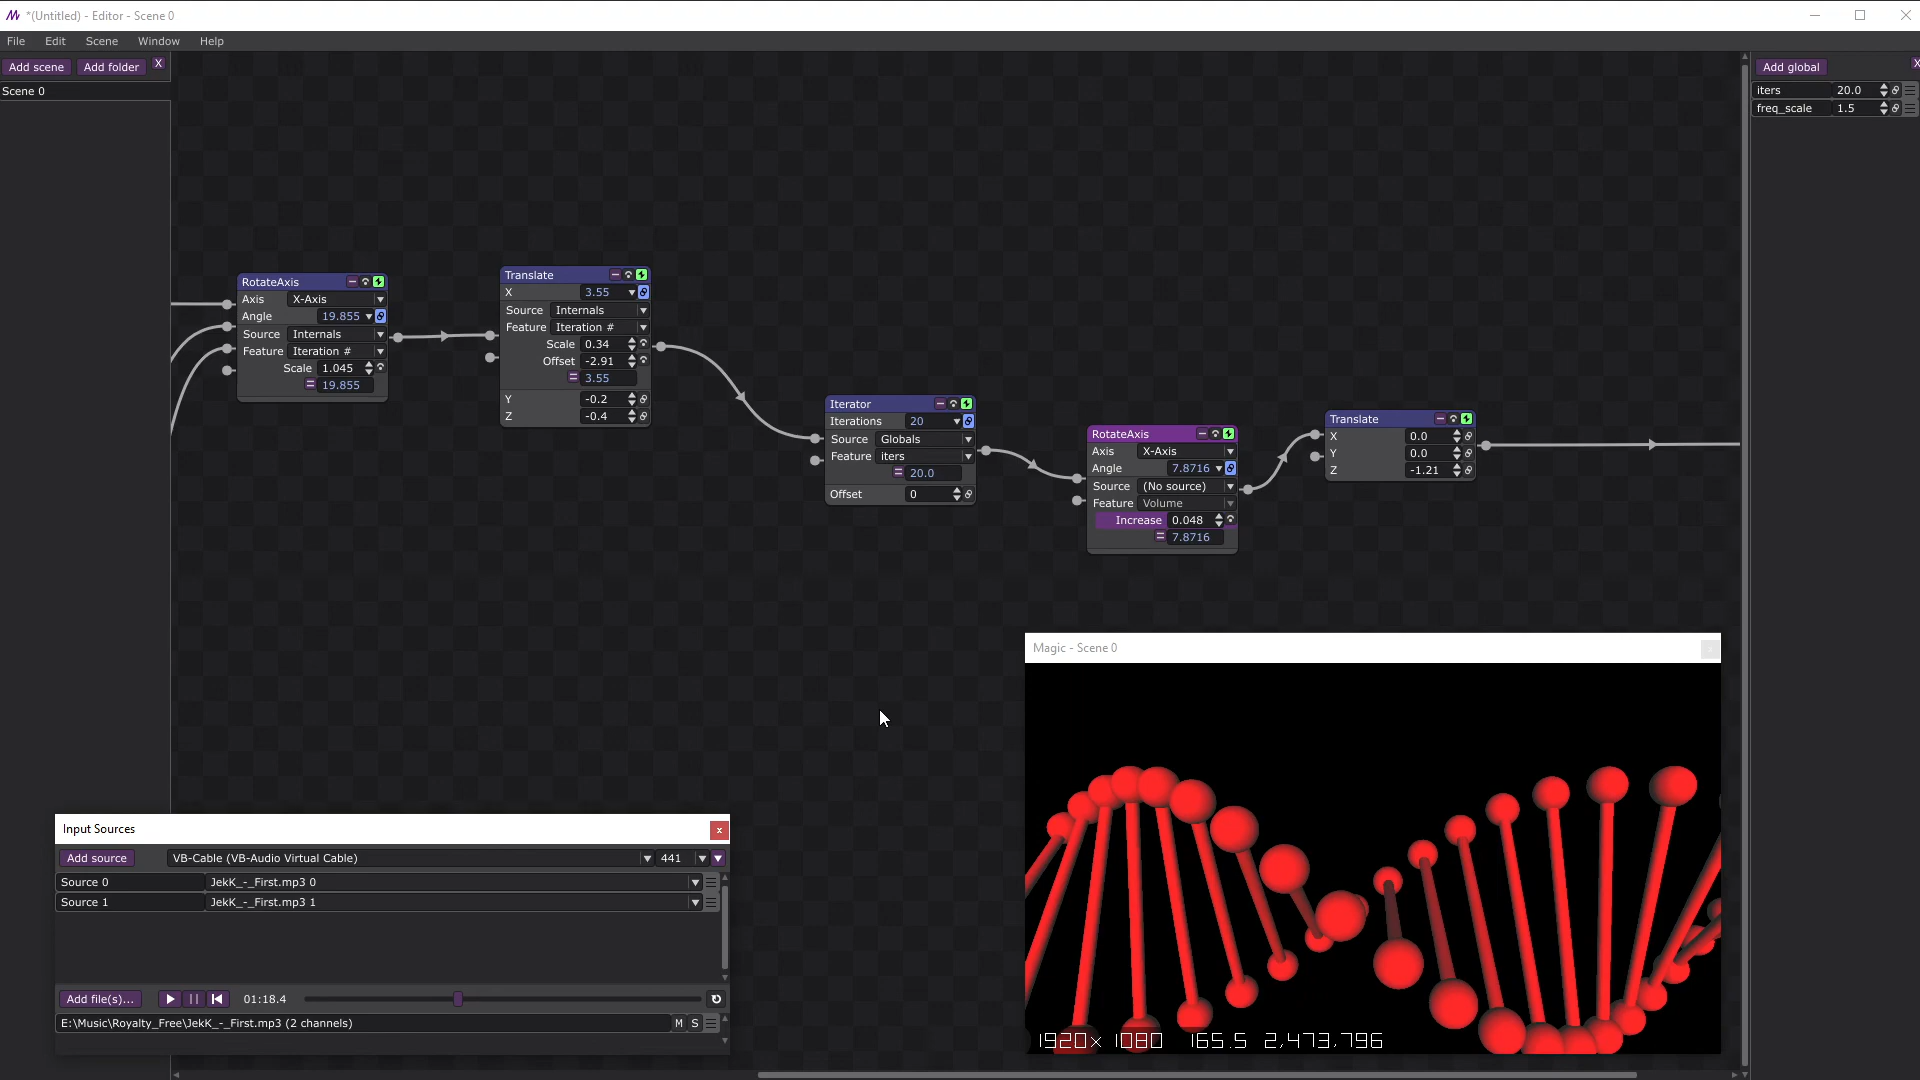 *(Untitled) - Editor - Scene 0
File Edit Scene Window Help
Add scene Add folder X
Scene 0
Add global X
iters 20.0
freq_scale 1.5
RotateAxis
Axis X-Axis
Angle 19.855
Source Internals
Feature Iteration #
Scale 1.045
= 19.855
Translate
X 3.55
Source Internals
Feature Iteration #
Scale 0.34
Offset -2.91
= 3.55
Y -0.2
Z -0.4
Iterator
Iterations 20
Source Globals
Feature iters
= 20.0
Offset 0
RotateAxis
Axis X-Axis
Angle 7.8716
Source (No source)
Feature Volume
Increase 0.048
= 7.8716
Translate
X 0.0
Y 0.0
Z -1.21
Magic - Scene 0
1920x1080 165.5 2,473,796
Input Sources x
Add source VB-Cable (VB-Audio Virtual Cable) 441
Source 0 JekK_-_First.mp3 0
Source 1 JekK_-_First.mp3 1
Add file(s)... 01:18.4
E:\Music\Royalty_Free\JekK_-_First.mp3 (2 channels) M S